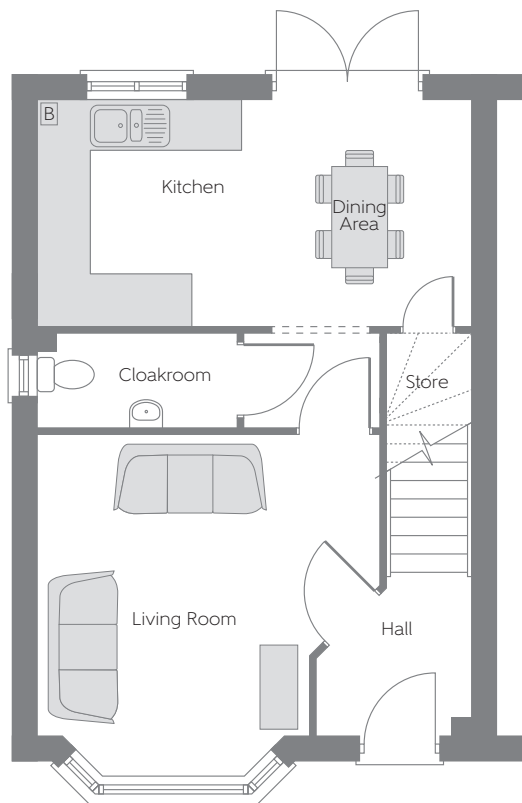 B
Kitchen
Dining
Area
Cloakroom
Store
Living Room
Hall